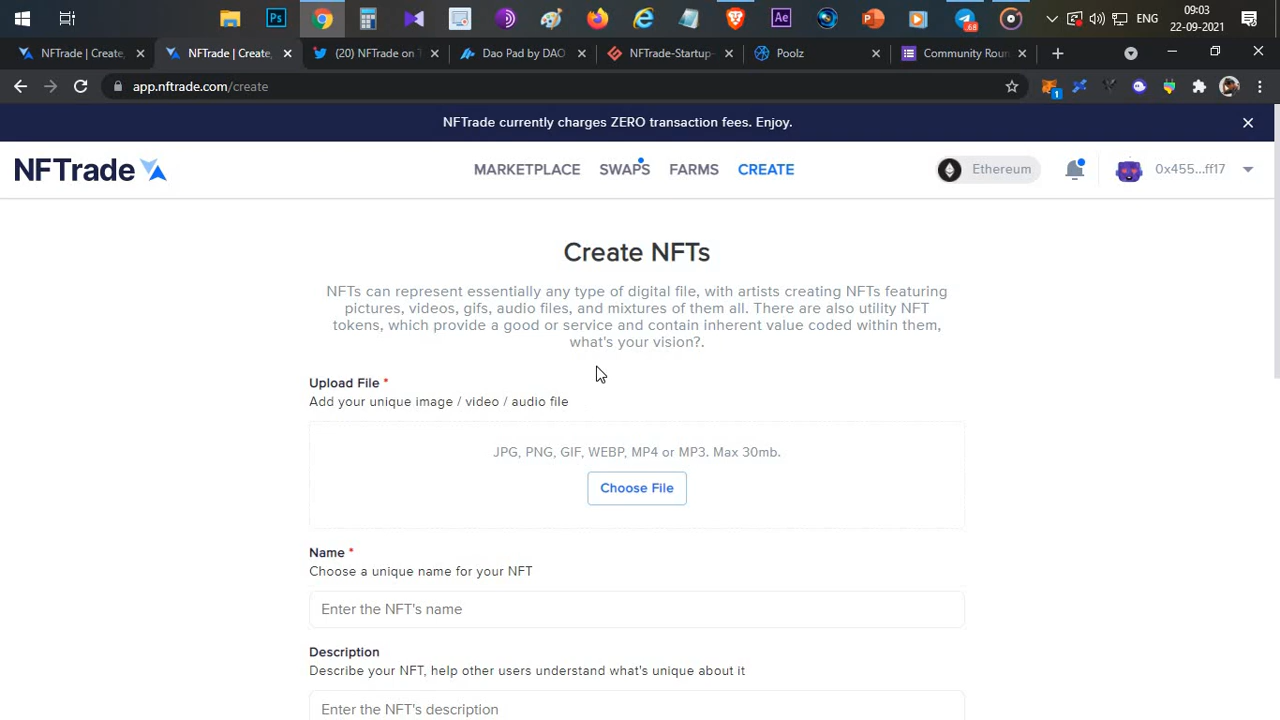 Ps
Ae
68
ENG
09:03
22-09-2021
NFTrade | Create,
NFTrade | Create,
(20) NFTrade on T
Dao Pad by DAO
NFTrade-Startup-
Poolz
Community Roun
app.nftrade.com/create
1
NFTrade currently charges ZERO transaction fees. Enjoy.
NFTrade
MARKETPLACE
SWAPS
FARMS
CREATE
Ethereum
0x455...ff17
Create NFTs
NFTs can represent essentially any type of digital file, with artists creating NFTs featuring
pictures, videos, gifs, audio files, and mixtures of them all. There are also utility NFT
tokens, which provide a good or service and contain inherent value coded within them,
what's your vision?.
Upload File *
Add your unique image / video / audio file
JPG, PNG, GIF, WEBP, MP4 or MP3. Max 30mb.
Choose File
Name *
Choose a unique name for your NFT
Enter the NFT's name
Description
Describe your NFT, help other users understand what's unique about it
Enter the NFT's description